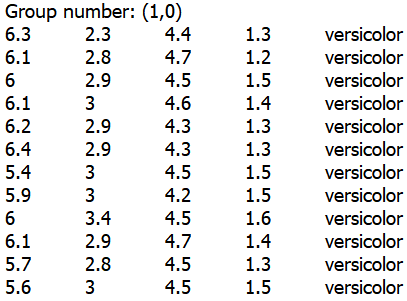 Group number: (1,0)
6.3 2.3 4.4 1.3 versicolor
6.1 2.8 4.7 1.2 versicolor
6 2.9 4.5 1.5 versicolor
6.1 3 4.6 1.4 versicolor
6.2 2.9 4.3 1.3 versicolor
6.4 2.9 4.3 1.3 versicolor
5.4 3 4.5 1.5 versicolor
5.9 3 4.2 1.5 versicolor
6 3.4 4.5 1.6 versicolor
6.1 2.9 4.7 1.4 versicolor
5.7 2.8 4.5 1.3 versicolor
5.6 3 4.5 1.5 versicolor